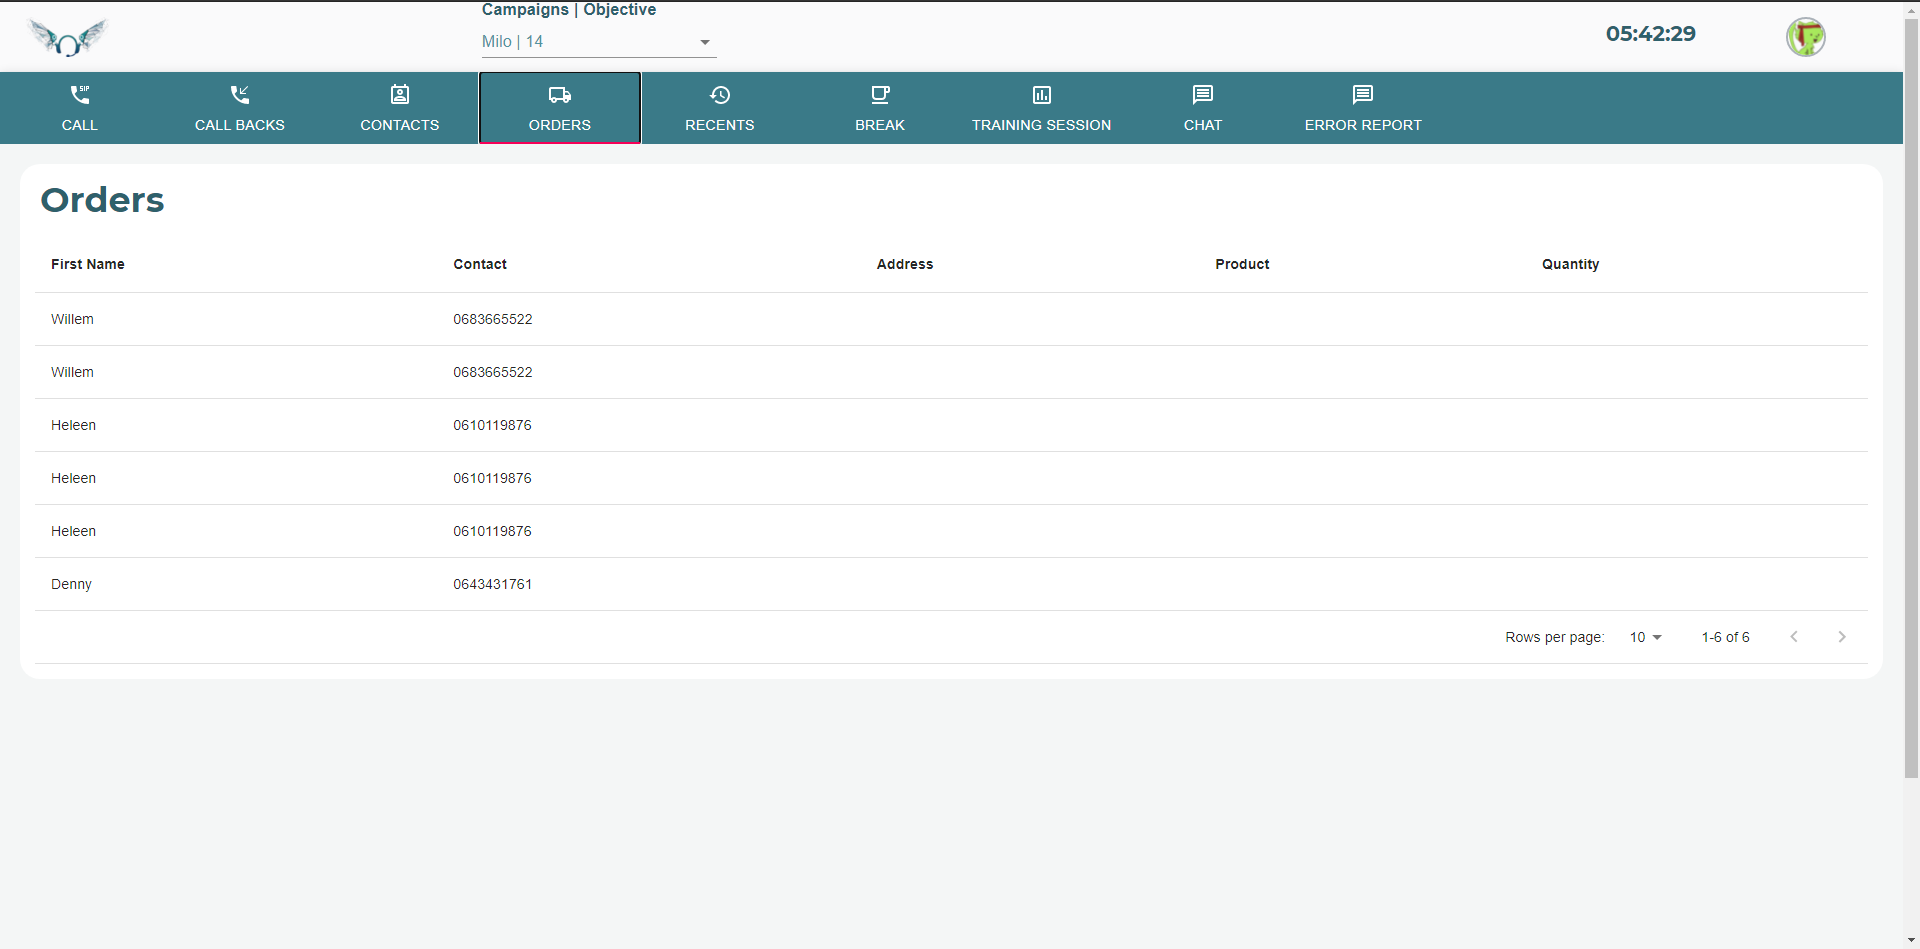 Campaigns | Objective
Milo | 14
05:42:29
SIP
CALL
CALL BACKS
CONTACTS
ORDERS
RECENTS
BREAK
TRAINING SESSION
CHAT
ERROR REPORT
Orders
First Name Contact Address Product Quantity
Willem 0683665522
Willem 0683665522
Heleen 0610119876
Heleen 0610119876
Heleen 0610119876
Denny 0643431761
Rows per page: 10 1-6 of 6